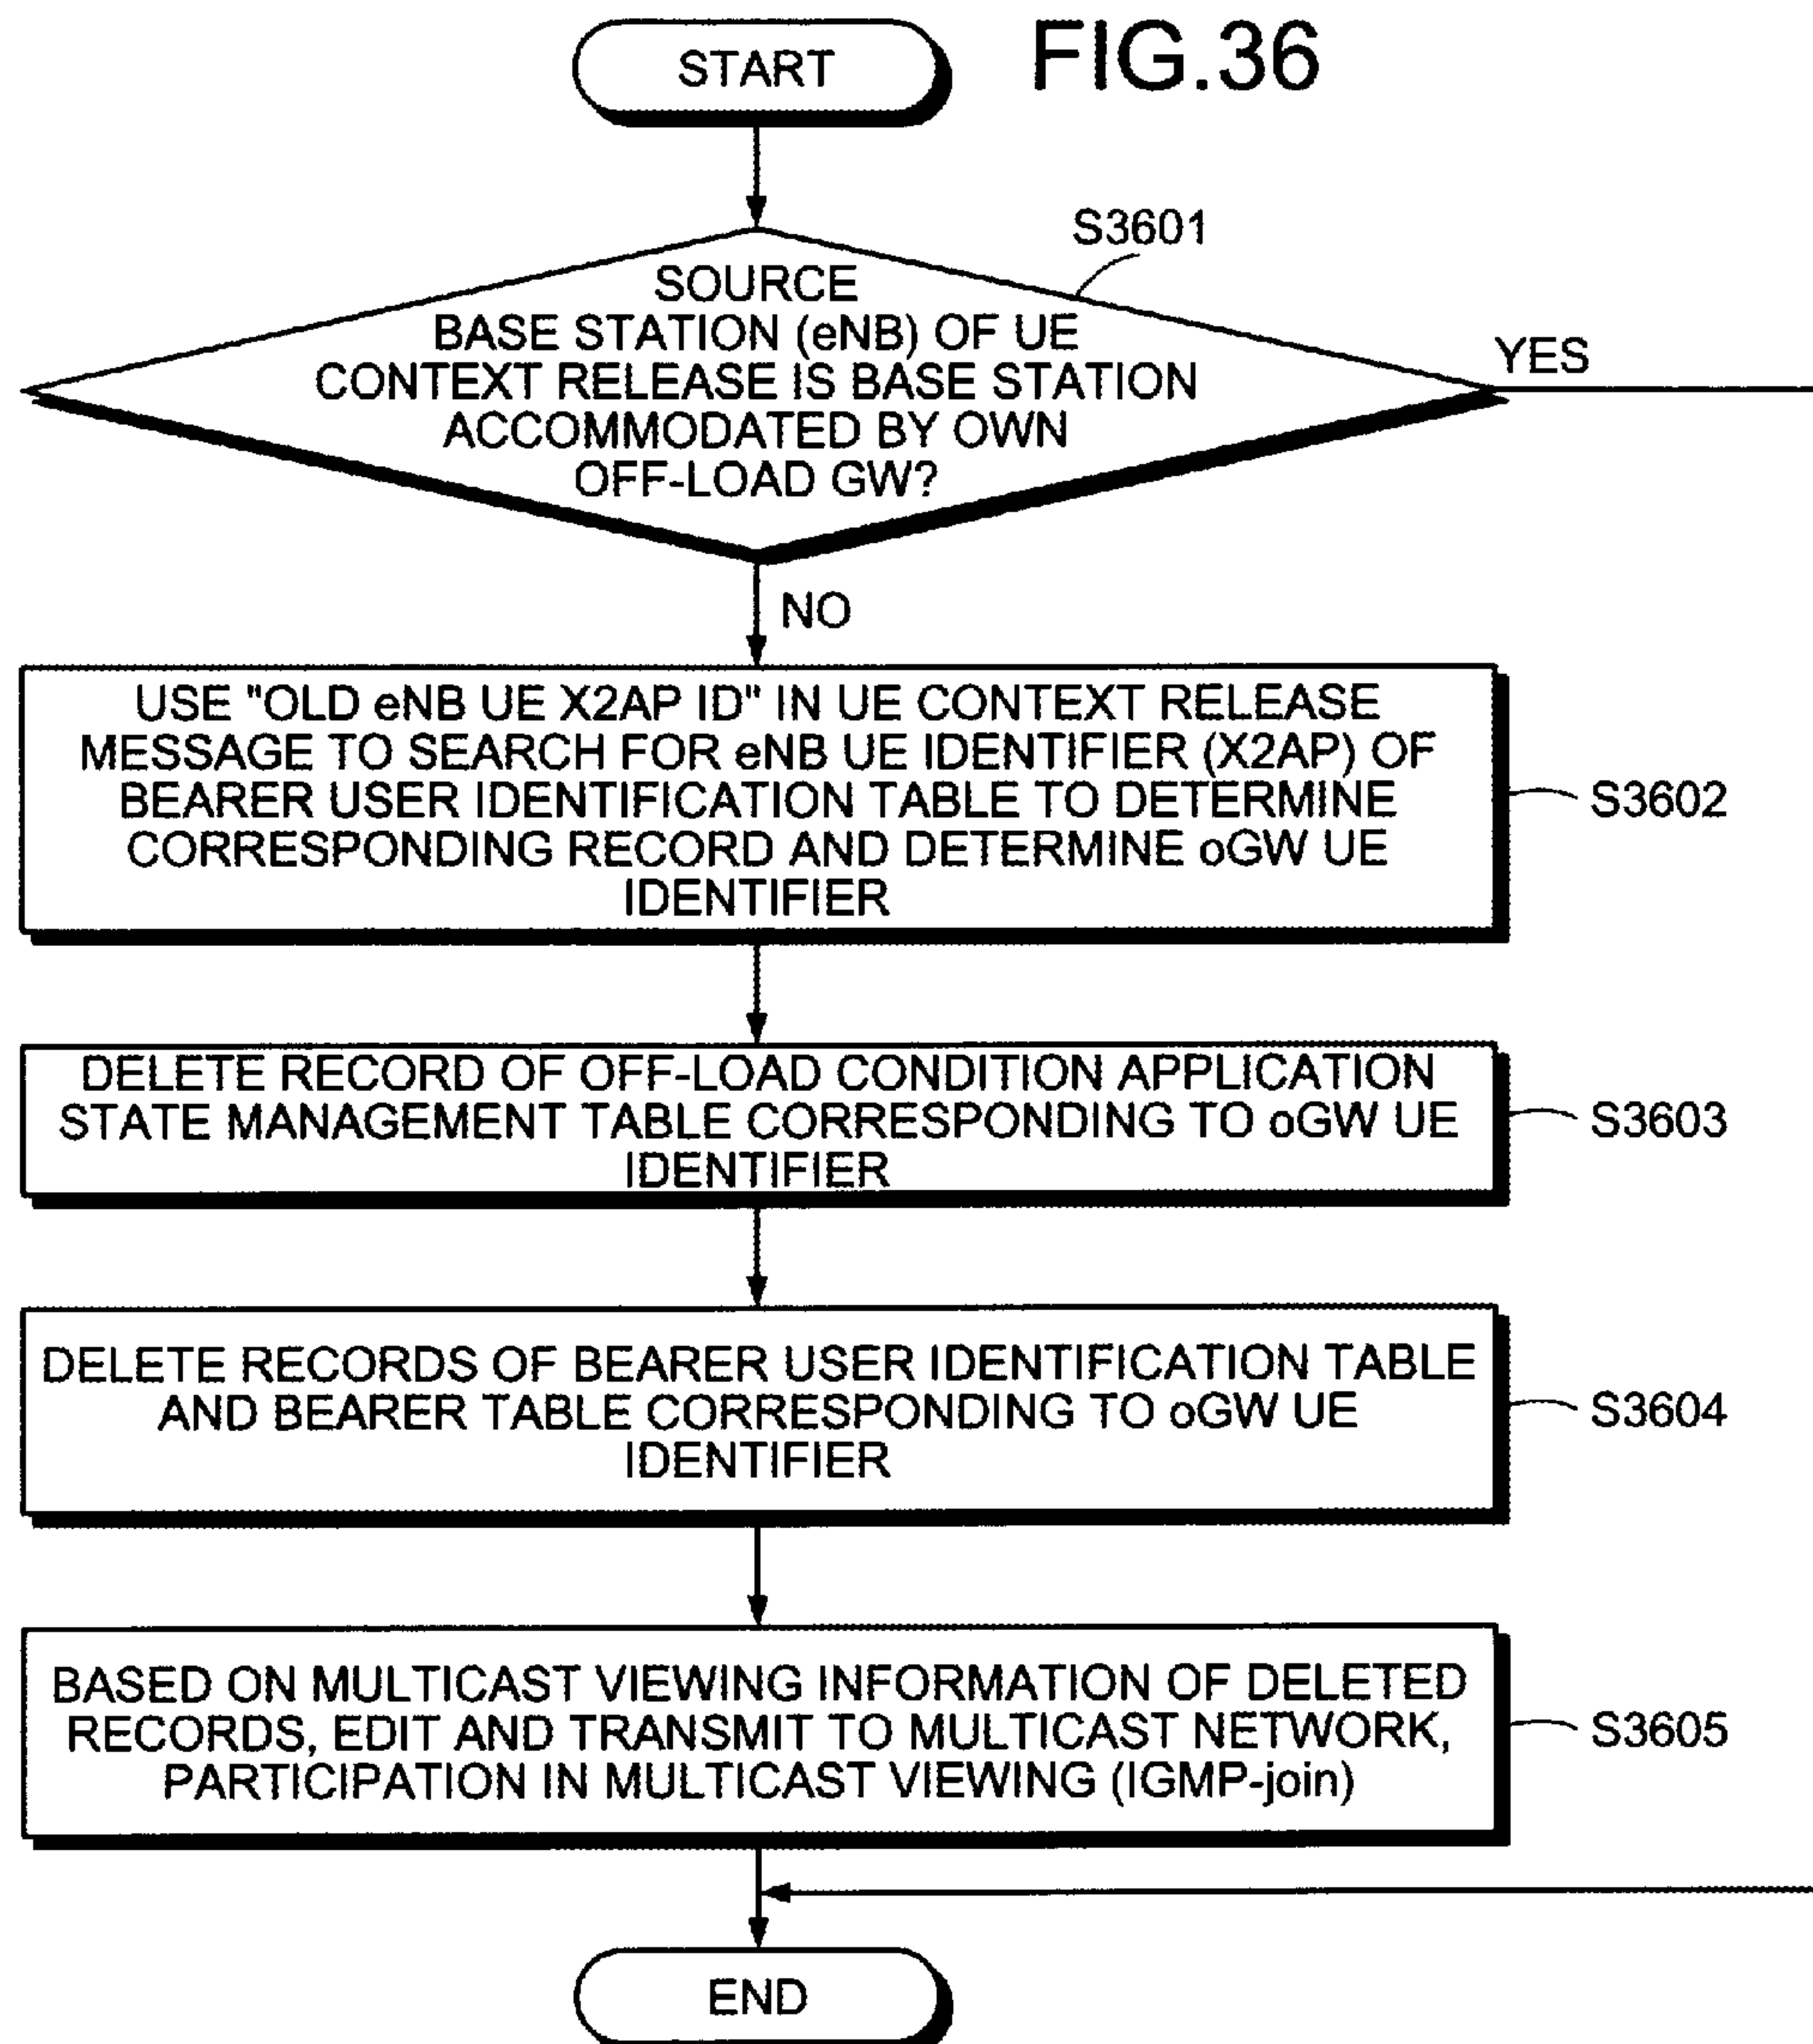 FIG.36
START
S3601
SOURCE
BASE STATION (eNB) OF UE
CONTEXT RELEASE IS BASE STATION
ACCOMMODATED BY OWN
OFF-LOAD GW?
YES
NO
USE "OLD eNB UE X2AP ID" IN UE CONTEXT RELEASE
MESSAGE TO SEARCH FOR eNB UE IDENTIFIER (X2AP) OF
BEARER USER IDENTIFICATION TABLE TO DETERMINE
CORRESPONDING RECORD AND DETERMINE oGW UE
IDENTIFIER
S3602
DELETE RECORD OF OFF-LOAD CONDITION APPLICATION
STATE MANAGEMENT TABLE CORRESPONDING TO oGW UE
IDENTIFIER
S3603
DELETE RECORDS OF BEARER USER IDENTIFICATION TABLE
AND BEARER TABLE CORRESPONDING TO oGW UE
IDENTIFIER
S3604
BASED ON MULTICAST VIEWING INFORMATION OF DELETED
RECORDS, EDIT AND TRANSMIT TO MULTICAST NETWORK,
PARTICIPATION IN MULTICAST VIEWING (IGMP-join)
S3605
END